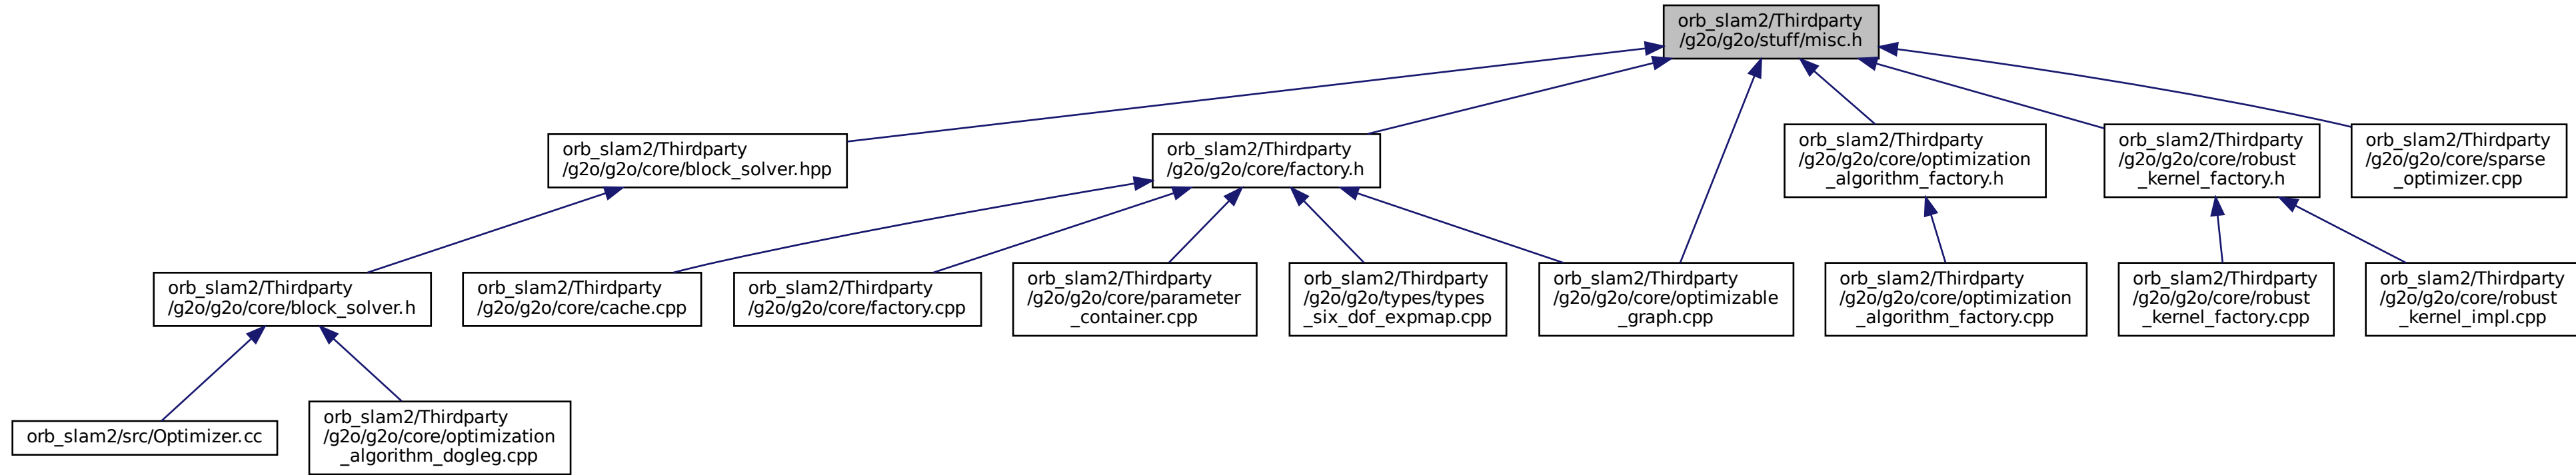 orb_slam2/Thirdparty
/g2o/g2o/stuff/misc.h
orb_slam2/Thirdparty
/g2o/g2o/core/block_solver.hpp
orb_slam2/Thirdparty
/g2o/g2o/core/factory.h
orb_slam2/Thirdparty
/g2o/g2o/core/optimization
_algorithm_factory.h
orb_slam2/Thirdparty
/g2o/g2o/core/robust
_kernel_factory.h
orb_slam2/Thirdparty
/g2o/g2o/core/sparse
_optimizer.cpp
orb_slam2/Thirdparty
/g2o/g2o/core/block_solver.h
orb_slam2/Thirdparty
/g2o/g2o/core/cache.cpp
orb_slam2/Thirdparty
/g2o/g2o/core/factory.cpp
orb_slam2/Thirdparty
/g2o/g2o/core/parameter
_container.cpp
orb_slam2/Thirdparty
/g2o/g2o/types/types
_six_dof_expmap.cpp
orb_slam2/Thirdparty
/g2o/g2o/core/optimizable
_graph.cpp
orb_slam2/Thirdparty
/g2o/g2o/core/optimization
_algorithm_factory.cpp
orb_slam2/Thirdparty
/g2o/g2o/core/robust
_kernel_factory.cpp
orb_slam2/Thirdparty
/g2o/g2o/core/robust
_kernel_impl.cpp
orb_slam2/src/Optimizer.cc
orb_slam2/Thirdparty
/g2o/g2o/core/optimization
_algorithm_dogleg.cpp